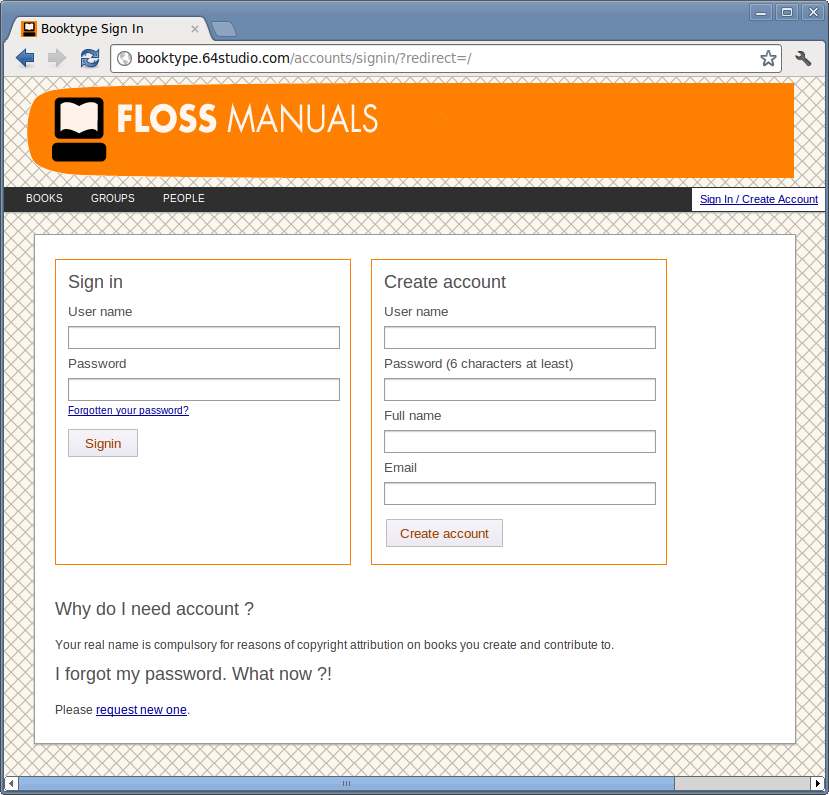 Booktype Sign In
booktype.64studio.com/accounts/signin/?redirect=/
FLOSS MANUALS
BOOKS GROUPS PEOPLE Sign In / Create Account
Sign in
User name
Password
Forgotten your password?
Signin
Create account
User name
Password (6 characters at least)
Full name
Email
Create account
Why do I need account ?
Your real name is compulsory for reasons of copyright attribution on books you create and contribute to.
I forgot my password. What now ?!
Please request new one.